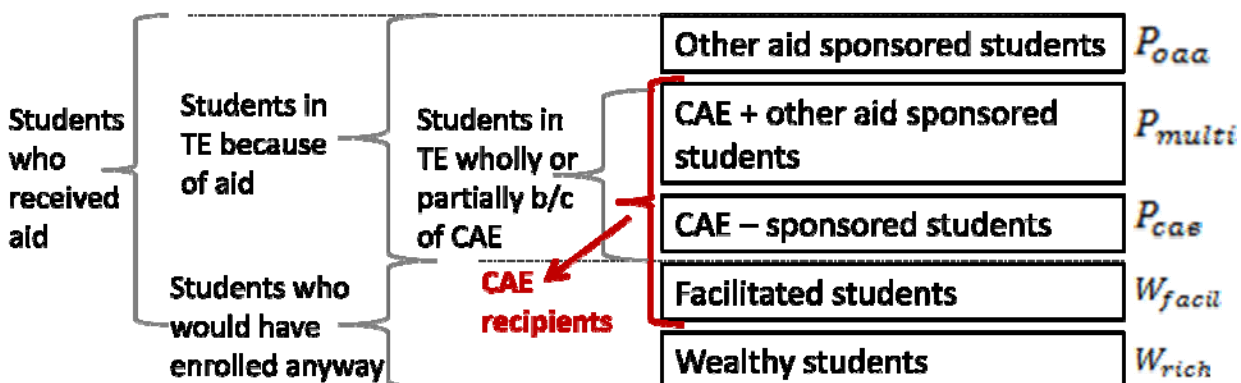 Students
who
received
aid
Students in
TE because
of aid
Students who
would have
enrolled anyway
Students in
TE wholly or
partially b/c
of CAE
CAE
recipients
Other aid sponsored students
P_oaa
CAE + other aid sponsored
students
P_multi
CAE – sponsored students
P_cae
Facilitated students
W_facil
Wealthy students
W_rich